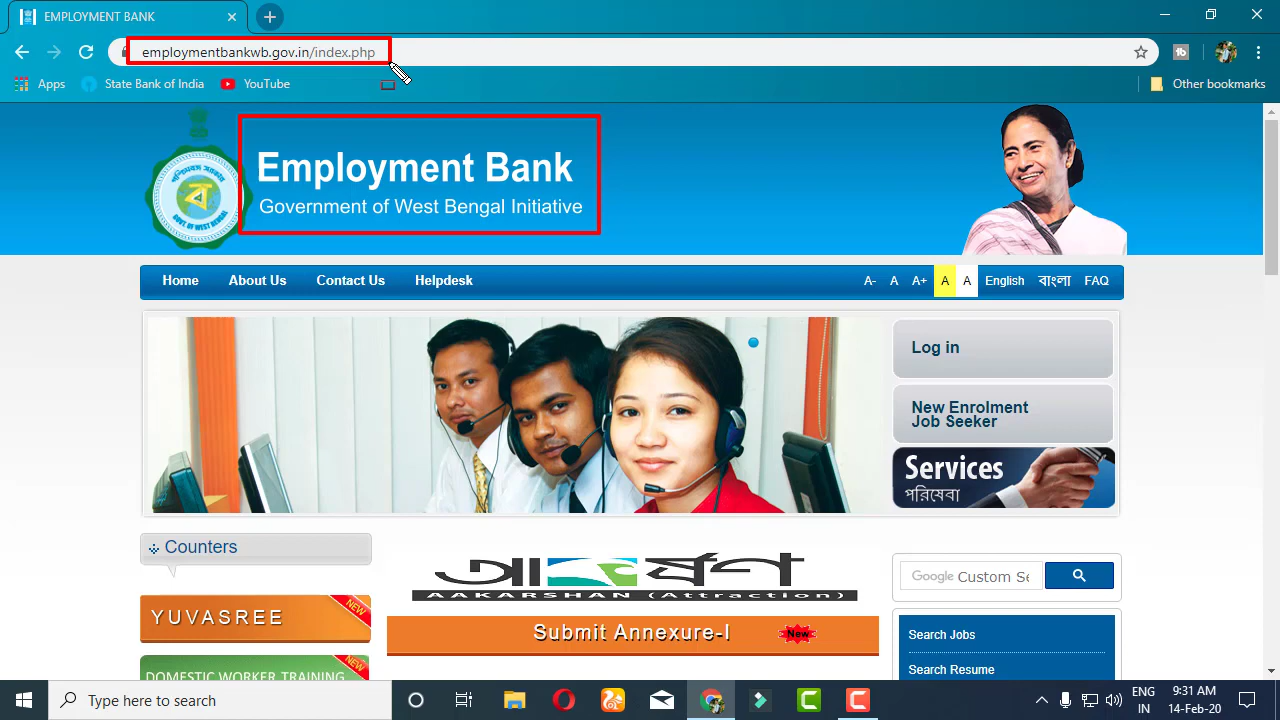 EMPLOYMENT BANK
employmentbankwb.gov.in/index.php
Apps
State Bank of India
YouTube
Other bookmarks
Employment Bank
Government of West Bengal Initiative
Home
About Us
Contact Us
Helpdesk
A-
A
A+
A
A
English
বাংলা
FAQ
Log in
New Enrolment
Job Seeker
Services
পরিষেবা
Counters
আকর্ষণ
AAKARSHAN (Attraction)
Google Custom Se
YUVASREE
NEW
Submit Annexure-I
New
Search Jobs
NEW
DOMESTIC WORKER TRAINING
Search Resume
Type here to search
ENG
IN
9:31 AM
14-Feb-20